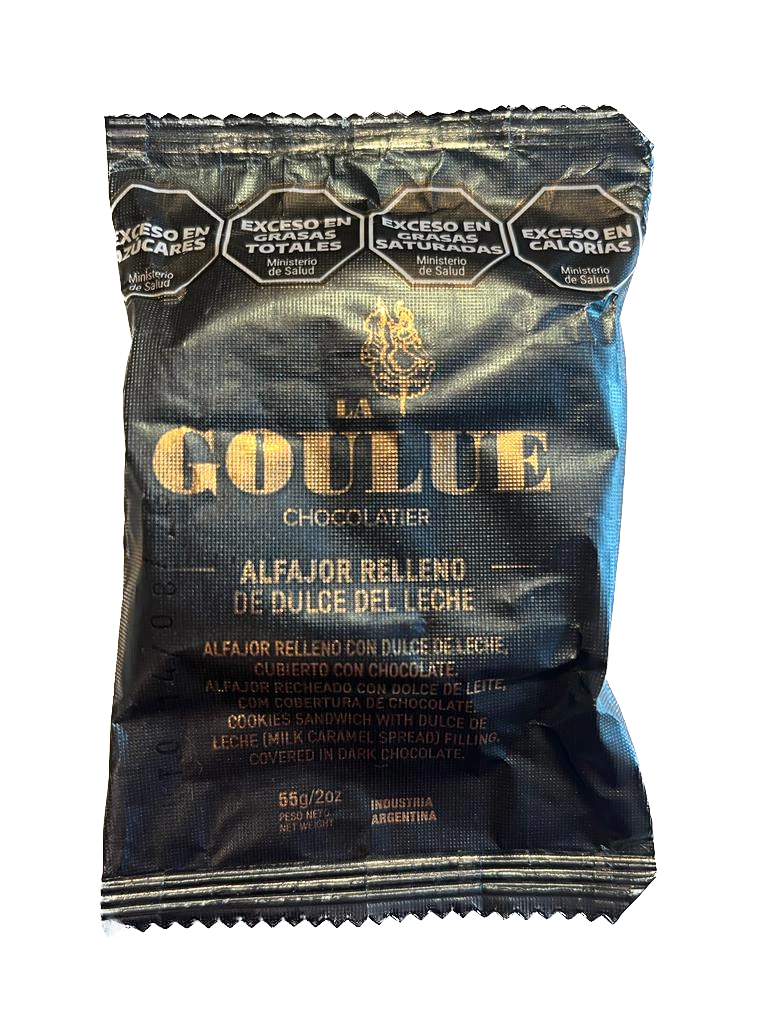 EXCESO EN
AZÚCARES
Ministerio
de Salud
EXCESO EN
GRASAS
TOTALES
Ministerio
de Salud
EXCESO EN
GRASAS
SATURADAS
Ministerio
de Salud
EXCESO EN
CALORÍAS
Ministerio
de Salud
LA
GOULUE
CHOCOLATIER
ALFAJOR RELLENO
DE DULCE DEL LECHE
ALFAJOR RELLENO CON DULCE DE LECHE,
CUBIERTO CON CHOCOLATE.
ALFAJOR RECHEADO CON DOLCE DE LEITE,
COM COBERTURA DE CHOCOLATE.
COOKIES SANDWICH WITH DULCE DE
LECHE (MILK CARAMEL SPREAD) FILLING,
COVERED IN DARK CHOCOLATE.
55g/2oz
PESO NETO
NET WEIGHT
INDUSTRIA
ARGENTINA